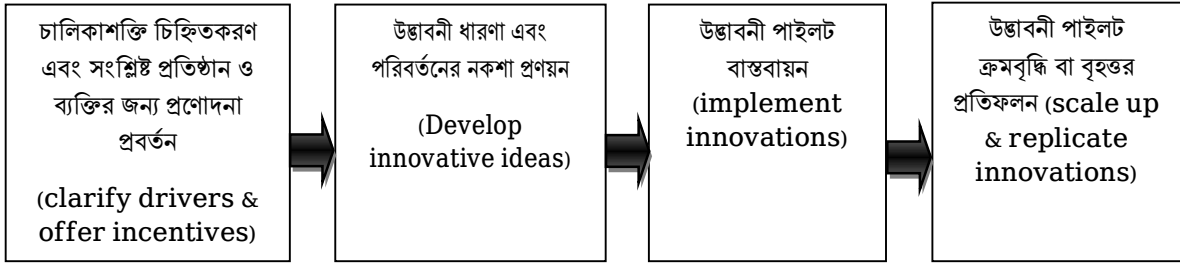 চালিকাশক্তি চিহ্নিতকরণ
এবং সংশ্লিষ্ট প্রতিষ্ঠান ও
ব্যক্তির জন্য প্রণোদনা
প্রবর্তন
(clarify drivers &
offer incentives)
উদ্ভাবনী ধারণা এবং
পরিবর্তনের নকশা প্রণয়ন
(Develop
innovative ideas)
উদ্ভাবনী পাইলট
বাস্তবায়ন
(implement
innovations)
উদ্ভাবনী পাইলট
ক্রমবৃদ্ধি বা বৃহত্তর
প্রতিফলন (scale up
& replicate
innovations)